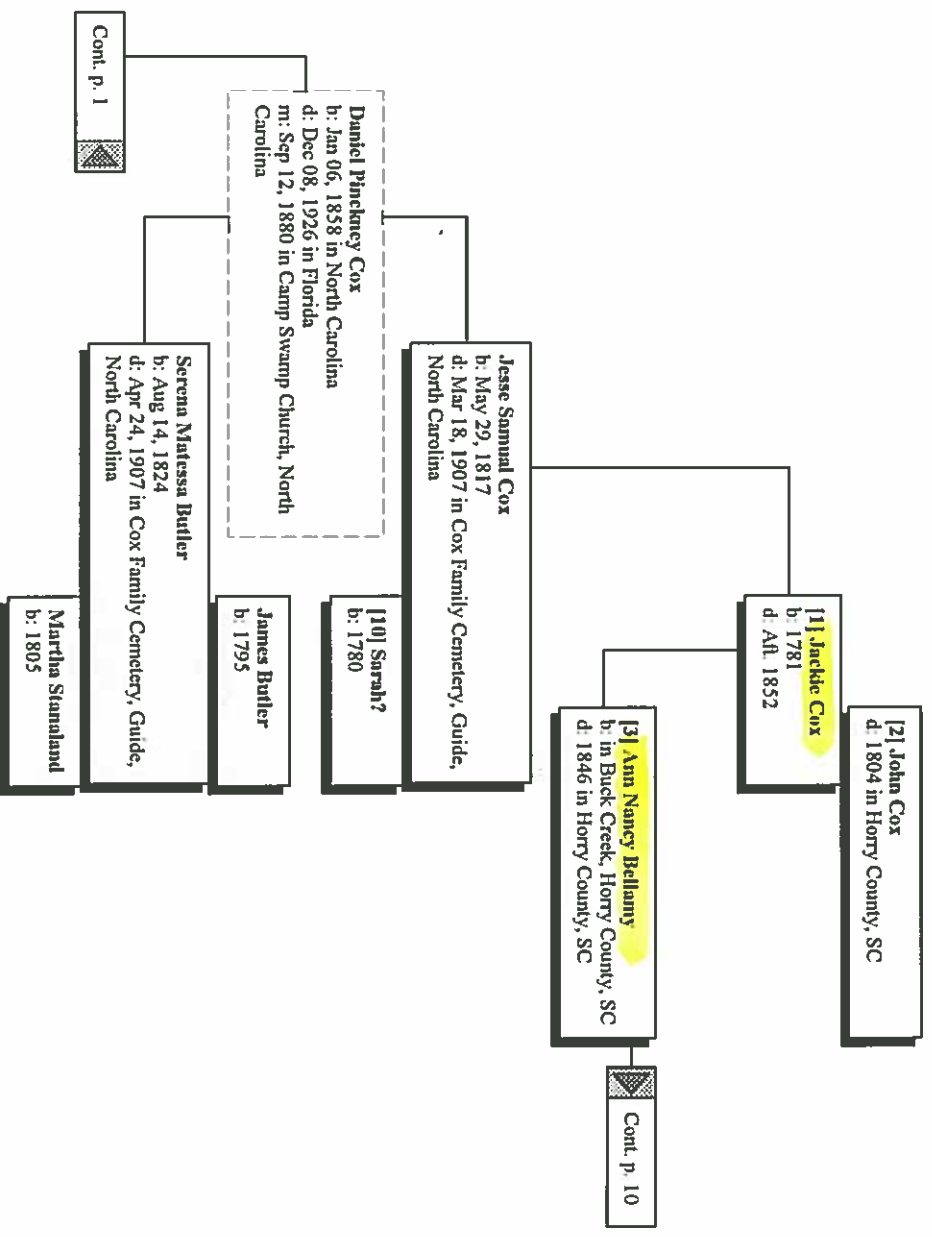 [2] John Cox
d: 1804 in Horry County, SC
[1] Jackie Cox
b: 1781
d: Aft. 1852
[3] Ann Nancy Bellamy
b: in Buck Creek, Horry County, SC
d: 1846 in Horry County, SC
Cont. p. 10
Jesse Samual Cox
b: May 29, 1817
d: Mar 18, 1907 in Cox Family Cemetery, Guide,
North Carolina
[10] Sarah?
b: 1780
Daniel Pinckney Cox
b: Jan 06, 1858 in North Carolina
d: Dec 08, 1926 in Florida
m: Sep 12, 1880 in Camp Swamp Church, North
Carolina
Cont. p. 1
James Butler
b: 1795
Serena Matessa Butler
b: Aug 14, 1824
d: Apr 24, 1907 in Cox Family Cemetery, Guide,
North Carolina
Martha Stanaland
b: 1805